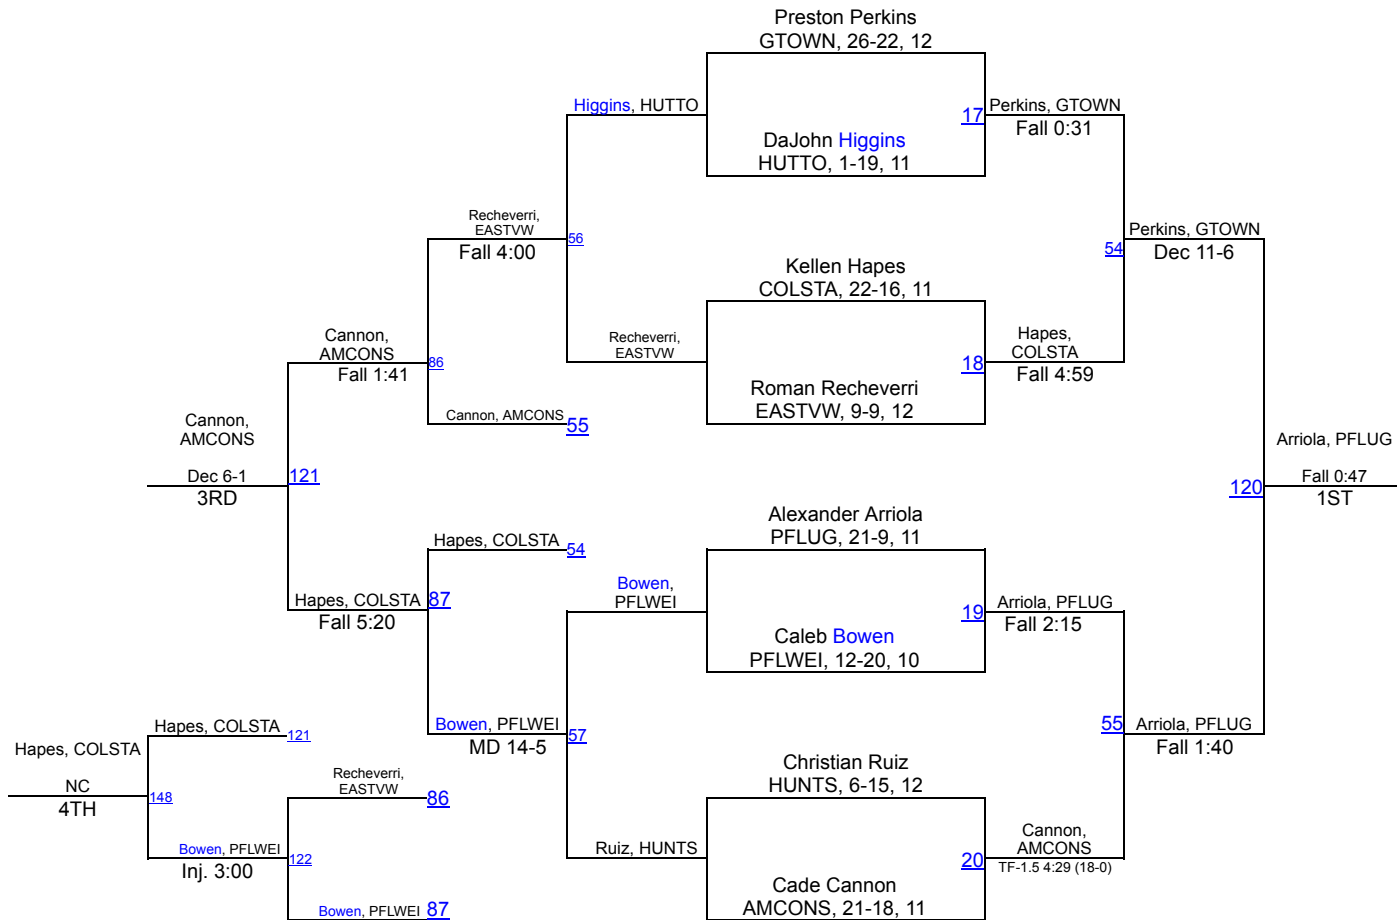 Preston Perkins
GTOWN, 26-22, 12
Higgins, HUTTO
17
Perkins, GTOWN
Fall 0:31
DaJohn Higgins
HUTTO, 1-19, 11
Recheverri,
EASTVW
Fall 4:00
56
54
Perkins, GTOWN
Dec 11-6
Kellen Hapes
COLSTA, 22-16, 11
Cannon,
AMCONS
Fall 1:41
86
Recheverri,
EASTVW
18
Hapes,
COLSTA
Fall 4:59
Roman Recheverri
EASTVW, 9-9, 12
Cannon, AMCONS
55
Cannon,
AMCONS
Dec 6-1
3RD
121
120
Arriola, PFLUG
Fall 0:47
1ST
Alexander Arriola
PFLUG, 21-9, 11
Hapes, COLSTA
54
Hapes, COLSTA
Fall 5:20
87
Bowen,
PFLWEI
19
Arriola, PFLUG
Fall 2:15
Caleb Bowen
PFLWEI, 12-20, 10
Bowen, PFLWEI
MD 14-5
57
55
Arriola, PFLUG
Fall 1:40
Hapes, COLSTA
121
Hapes, COLSTA
NC
4TH
148
Recheverri,
EASTVW
86
Christian Ruiz
HUNTS, 6-15, 12
Bowen, PFLWEI
Inj. 3:00
122
Ruiz, HUNTS
20
Cannon,
AMCONS
TF-1.5 4:29 (18-0)
Cade Cannon
AMCONS, 21-18, 11
Bowen, PFLWEI
87